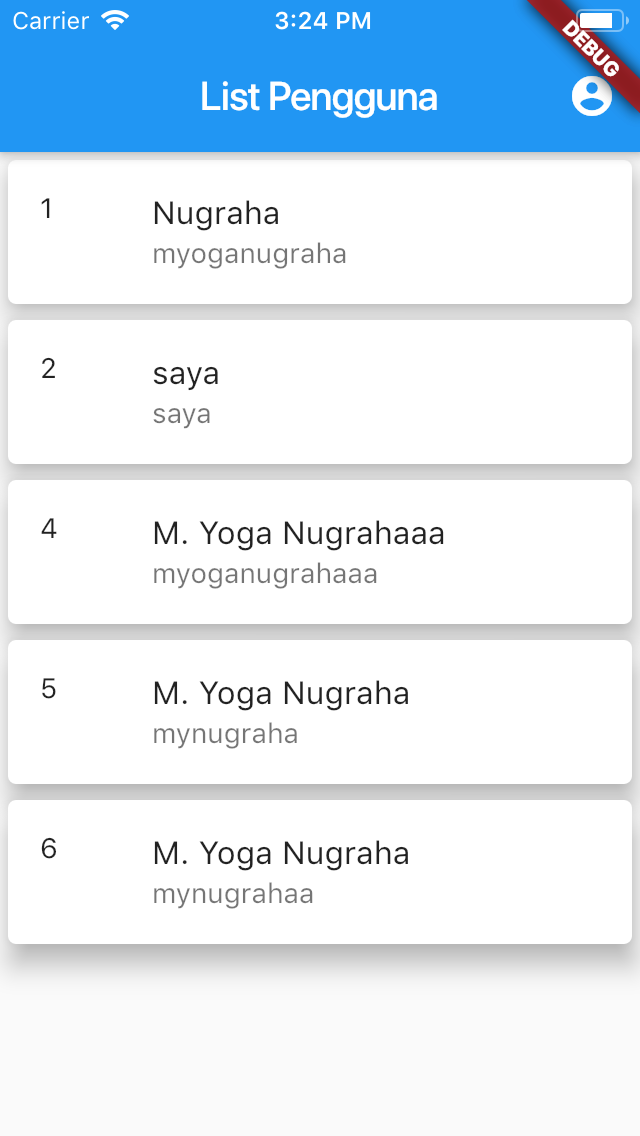 Carrier 3:24 PM
DEBUG
List Pengguna
1 Nugraha
myoganugraha
2 saya
saya
4 M. Yoga Nugrahaaa
myoganugrahaaa
5 M. Yoga Nugraha
mynugraha
6 M. Yoga Nugraha
mynugrahaa